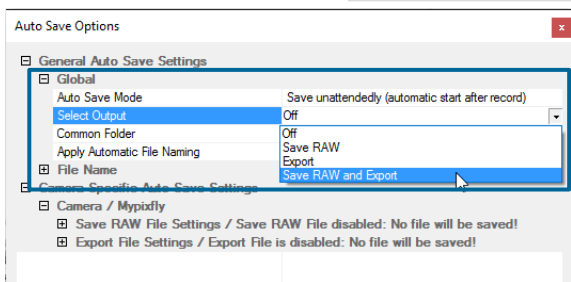 Auto Save Options x
General Auto Save Settings
Global
Auto Save Mode Save unattendedly (automatic start after record)
Select Output Off
Common Folder Off
Save RAW
Apply Automatic File Naming Export
File Name Save RAW and Export
Camera Specific Auto Save Settings
Camera / Mypixfly
Save RAW File Settings / Save RAW File disabled: No file will be saved!
Export File Settings / Export File is disabled: No file will be saved!